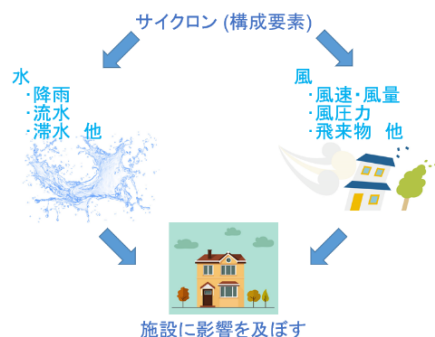 サイクロン (構成要素)
水
・降雨
・流水
・滞水 他
風
・風速・風量
・風圧力
・飛来物 他
施設に影響を及ぼす